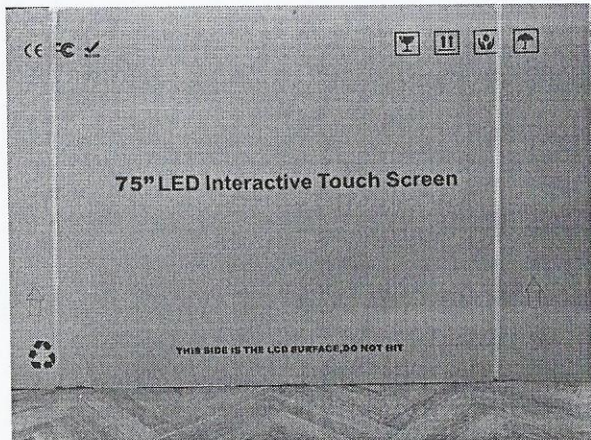 CE FC
75" LED Interactive Touch Screen
THIS SIDE IS THE LCD SURFACE,DO NOT HIT